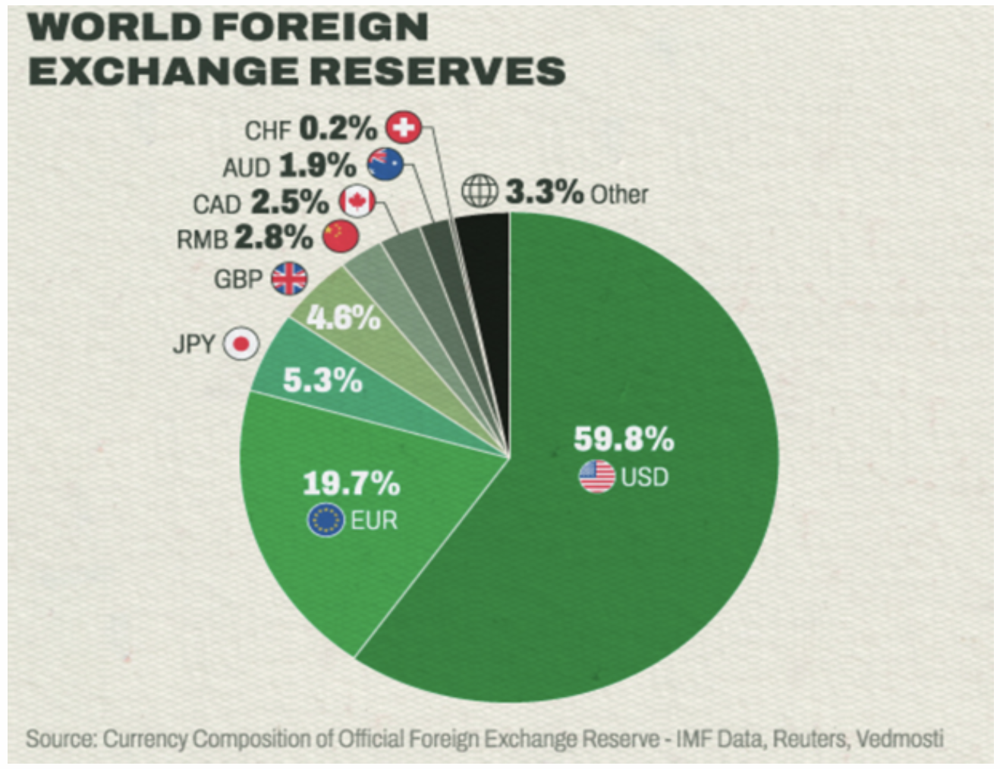 WORLD FOREIGN
EXCHANGE RESERVES
CHF 0.2%
AUD 1.9%
3.3% Other
CAD 2.5%
RMB 2.8%
GBP
4.6%
JPY
5.3%
59.8%
USD
19.7%
EUR
Source: Currency Composition of Official Foreign Exchange Reserve - IMF Data, Reuters, Vedmosti